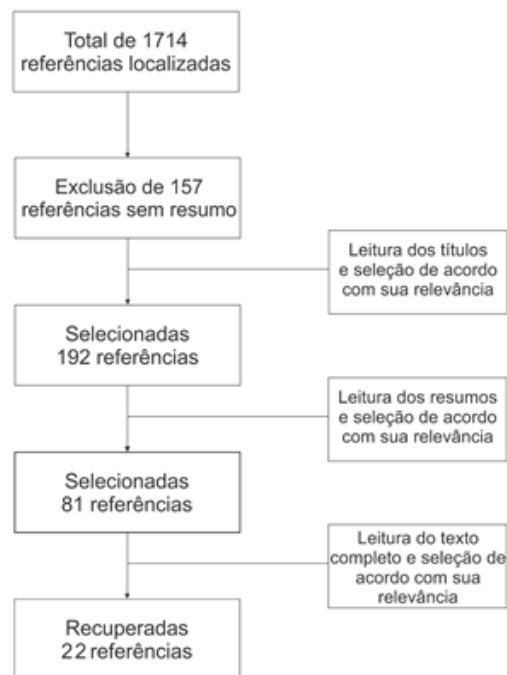 Total de 1714
referências localizadas
Exclusão de 157
referências sem resumo
Leitura dos títulos
e seleção de acordo
com sua relevância
Selecionadas
192 referências
Leitura dos resumos
e seleção de acordo
com sua relevância
Selecionadas
81 referências
Leitura do texto
completo e seleção de
acordo com sua
relevância
Recuperadas
22 referências